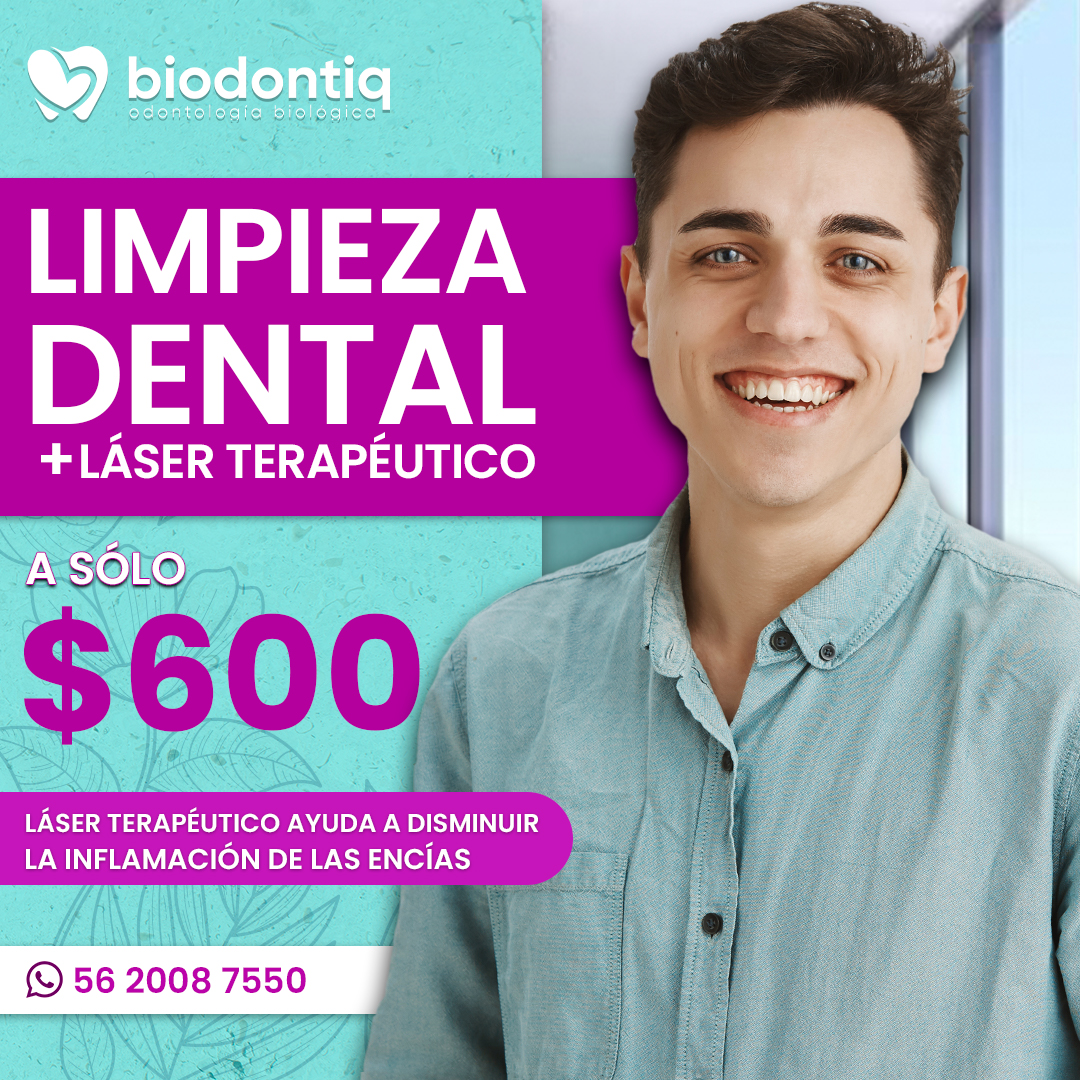 biodontiq
odontología biológica
LIMPIEZA
DENTAL
+LÁSER TERAPÉUTICO
A SÓLO
$600
LÁSER TERAPÉUTICO AYUDA A DISMINUIR
LA INFLAMACIÓN DE LAS ENCÍAS
56 2008 7550